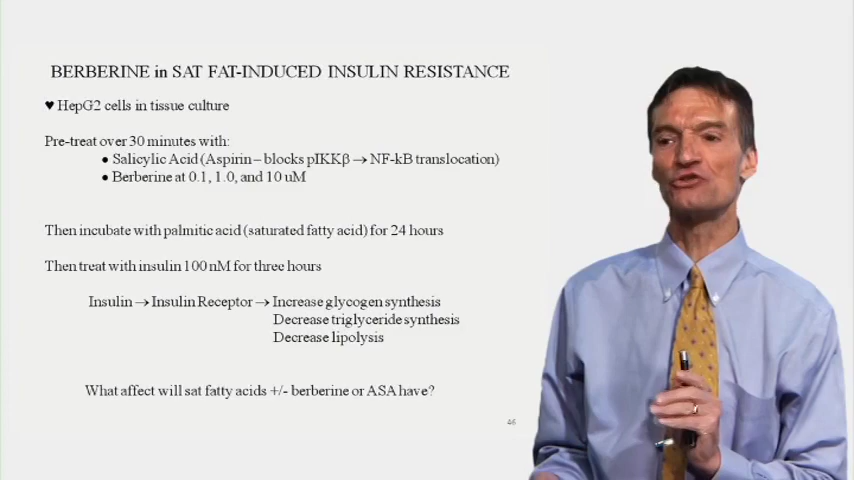 BERBERINE in SAT FAT-INDUCED INSULIN RESISTANCE
♥ HepG2 cells in tissue culture
Pre-treat over 30 minutes with:
● Salicylic Acid (Aspirin – blocks pIKKβ → NF-kB translocation)
● Berberine at 0.1, 1.0, and 10 uM
Then incubate with palmitic acid (saturated fatty acid) for 24 hours
Then treat with insulin 100 nM for three hours
Insulin → Insulin Receptor → Increase glycogen synthesis
Decrease triglyceride synthesis
Decrease lipolysis
What affect will sat fatty acids +/- berberine or ASA have?
46